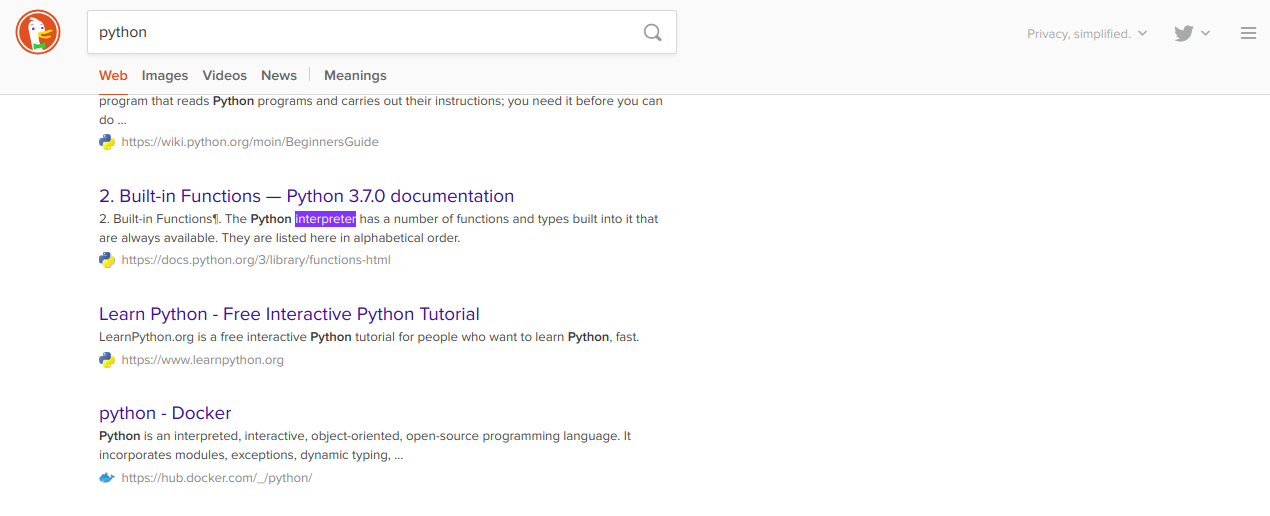 python
Privacy, simplified.
Web Images Videos News Meanings
program that reads Python programs and carries out their instructions; you need it before you can
do ...
https://wiki.python.org/moin/BeginnersGuide
2. Built-in Functions — Python 3.7.0 documentation
2. Built-in Functions¶. The Python interpreter has a number of functions and types built into it that
are always available. They are listed here in alphabetical order.
https://docs.python.org/3/library/functions-html
Learn Python - Free Interactive Python Tutorial
LearnPython.org is a free interactive Python tutorial for people who want to learn Python, fast.
https://www.learnpython.org
python - Docker
Python is an interpreted, interactive, object-oriented, open-source programming language. It
incorporates modules, exceptions, dynamic typing, ...
https://hub.docker.com/_/python/